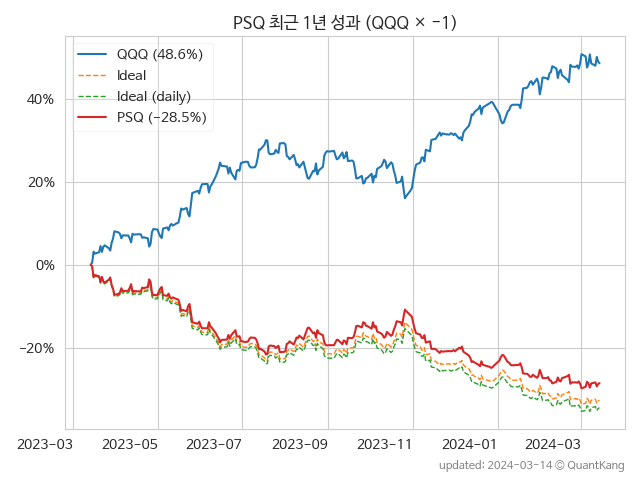 PSQ 최근 1년 성과 (QQQ × −1)
QQQ (48.6%)
Ideal
Ideal (daily)
PSQ (−28.5%)
40%
20%
0%
−20%
2023-03
2023-05
2023-07
2023-09
2023-11
2024-01
2024-03
updated: 2024-03-14 © QuantKang